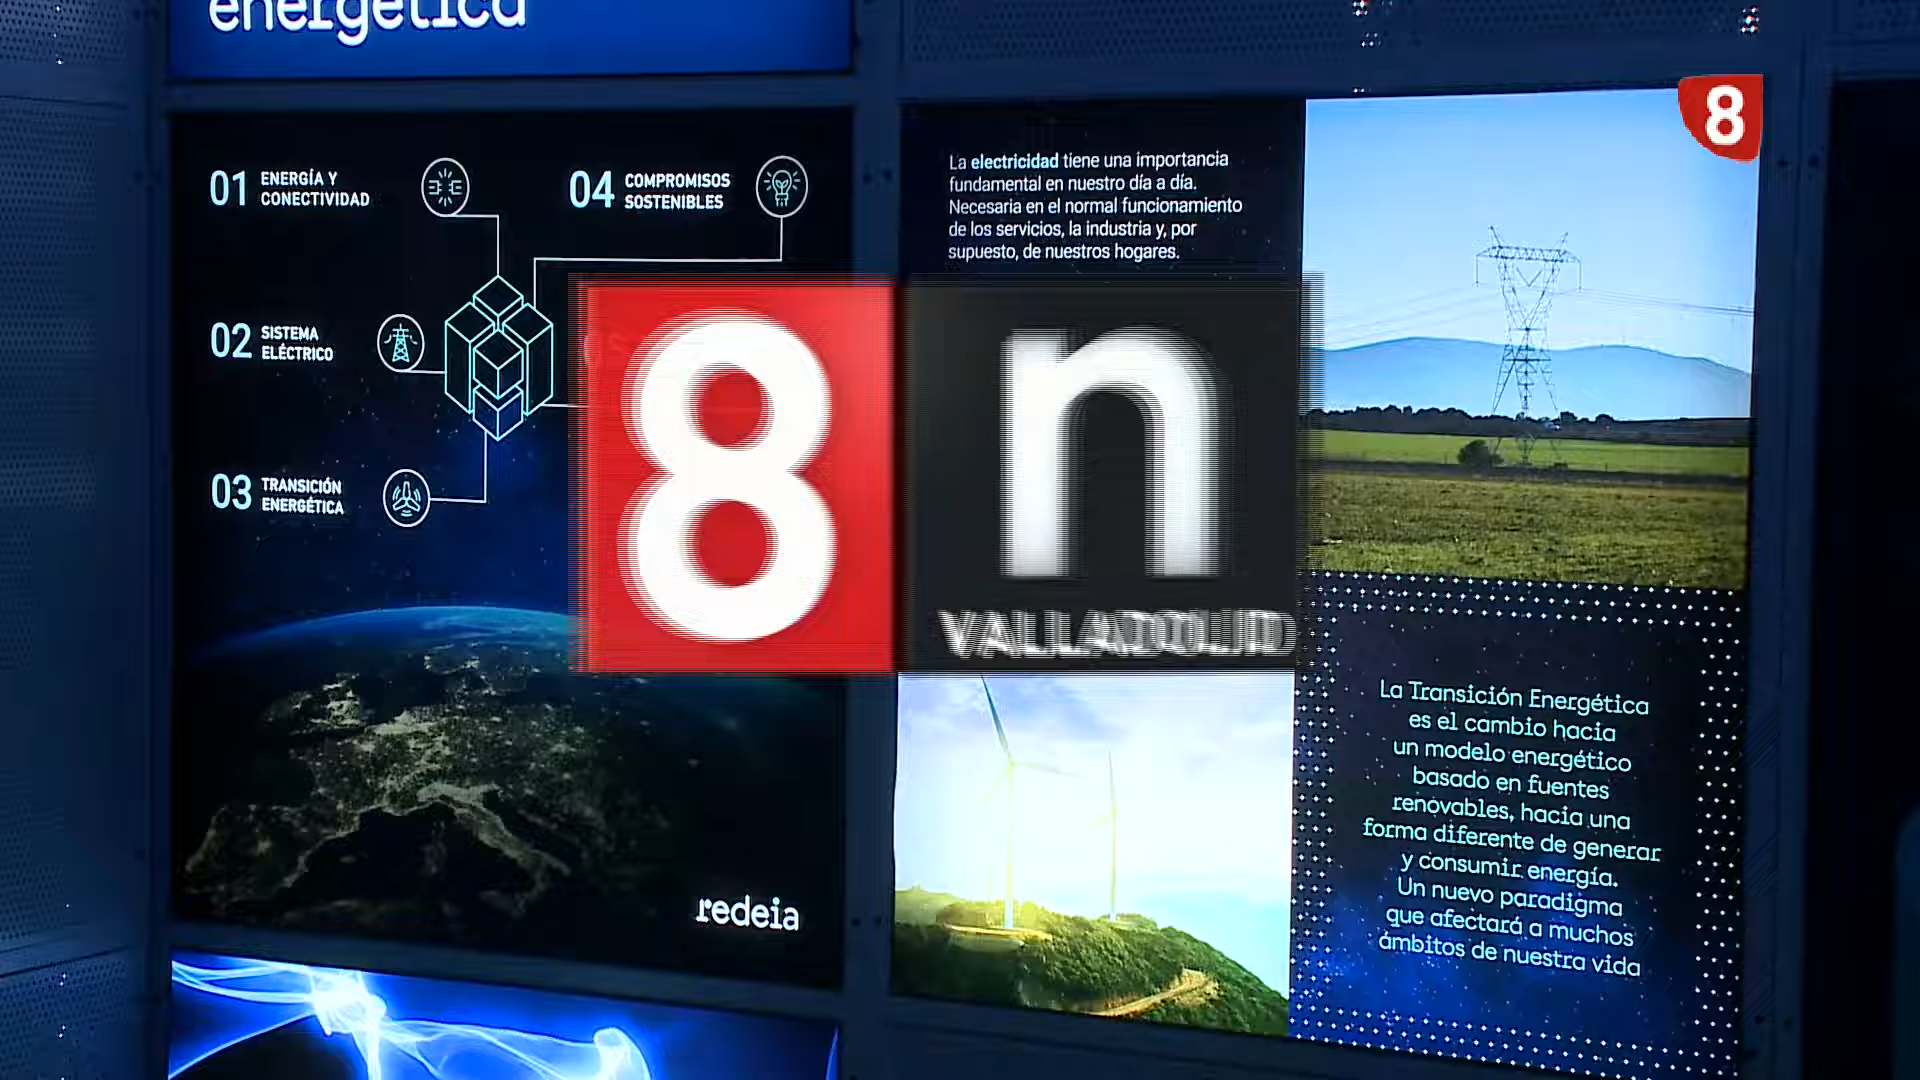 energética
01 ENERGÍA Y
CONECTIVIDAD
04 COMPROMISOS
SOSTENIBLES
02 SISTEMA
ELÉCTRICO
03 TRANSICIÓN
ENERGÉTICA
redeia
La electricidad tiene una importancia
fundamental en nuestro día a día.
Necesaria en el normal funcionamiento
de los servicios, la industria y, por
supuesto, de nuestros hogares.
8
8 n
VALLADOLID
La Transición Energética
es el cambio hacia
un modelo energético
basado en fuentes
renovables, hacia una
forma diferente de generar
y consumir energía.
Un nuevo paradigma
que afectará a muchos
ámbitos de nuestra vida